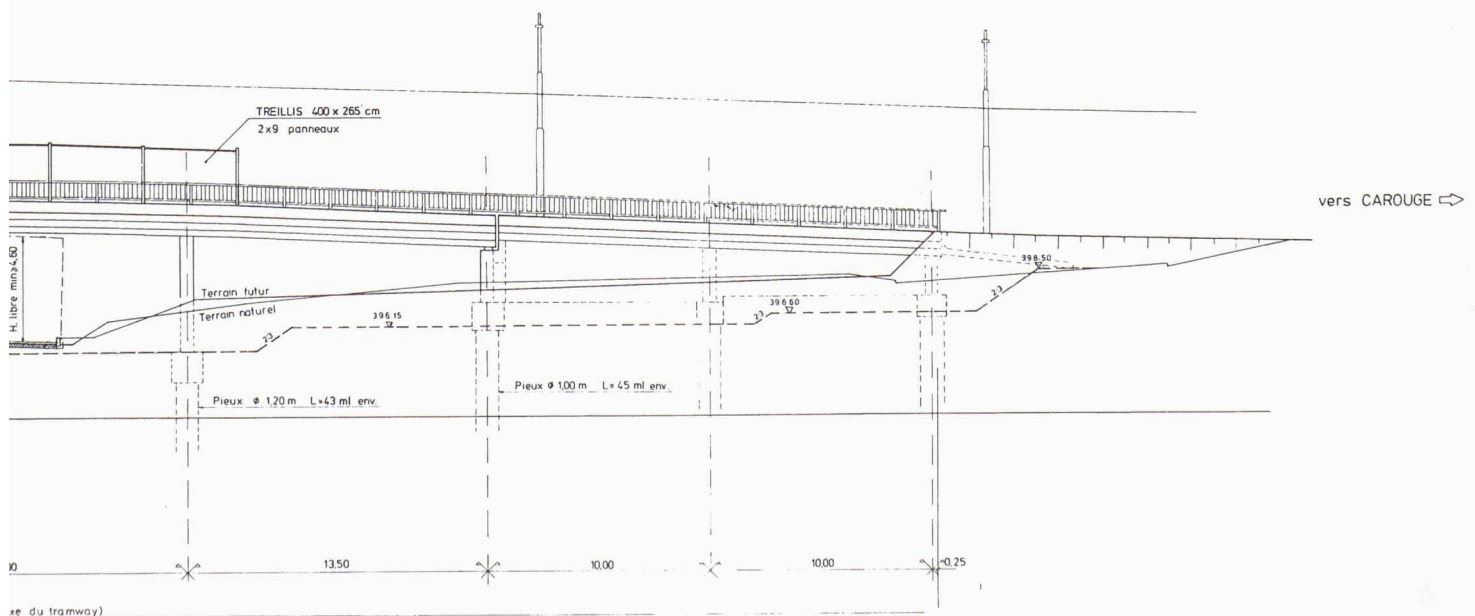 TREILLIS 400 x 265 cm
2x9 panneaux
vers CAROUGE
H. libre min≥4,60
Terrain futur
Terrain naturel
398.50
396.15
396.60
2:3
2:3
2:3
Pieux ϕ 1,20 m L=43 ml env.
Pieux ϕ 1,00 m L=45 ml env.
13.50
10,00
10,00
0,25
xe du tramway)